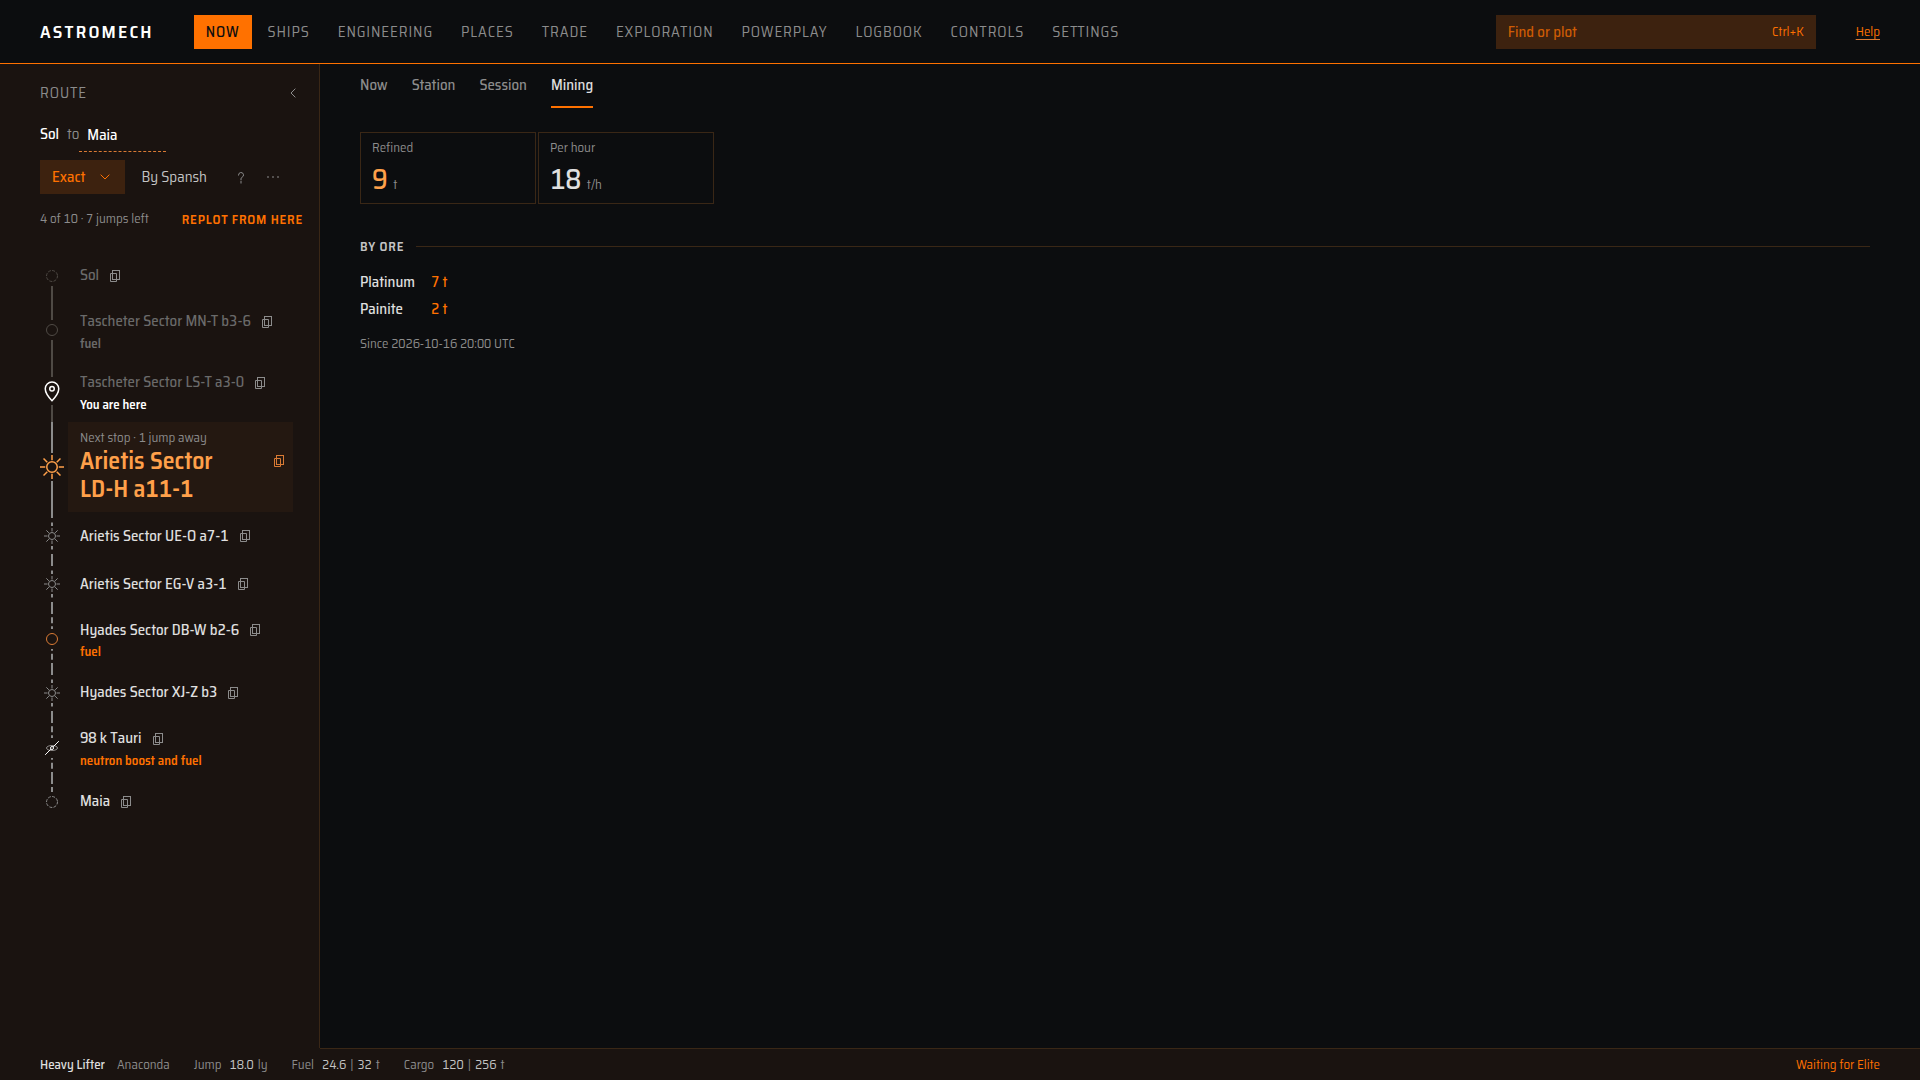 ASTROMECH NOW SHIPS ENGINEERING PLACES TRADE EXPLORATION POWERPLAY LOGBOOK CONTROLS SETTINGS Find or plot Ctrl+K Help
ROUTE
Sol to Maia
Exact By Spansh ? ...
4 of 10 · 7 jumps left REPLOT FROM HERE
Sol
Tascheter Sector MN-T b3-6
fuel
Tascheter Sector LS-T a3-0
You are here
Next stop · 1 jump away
Arietis Sector
LD-H a11-1
Arietis Sector UE-O a7-1
Arietis Sector EG-V a3-1
Hyades Sector DB-W b2-6
fuel
Hyades Sector XJ-Z b3
98 k Tauri
neutron boost and fuel
Maia
Now Station Session Mining
Refined
9 t
Per hour
18 t/h
BY ORE
Platinum 7 t
Painite 2 t
Since 2026-10-16 20:00 UTC
Heavy Lifter Anaconda Jump 18.0 ly Fuel 24.6 | 32 t Cargo 120 | 256 t Waiting for Elite